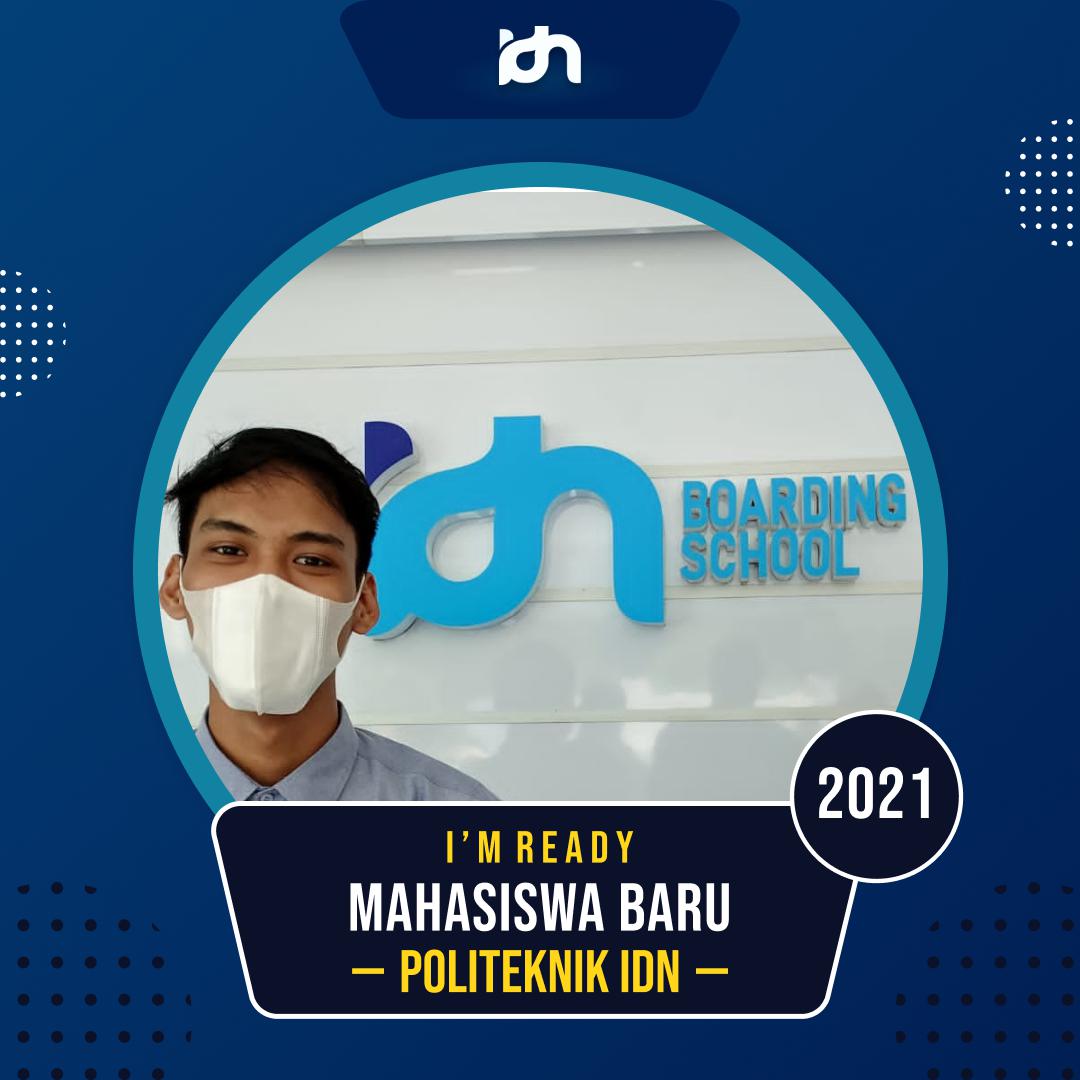 idn
idn
BOARDING
SCHOOL
2021
I'M READY
MAHASISWA BARU
— POLITEKNIK IDN —